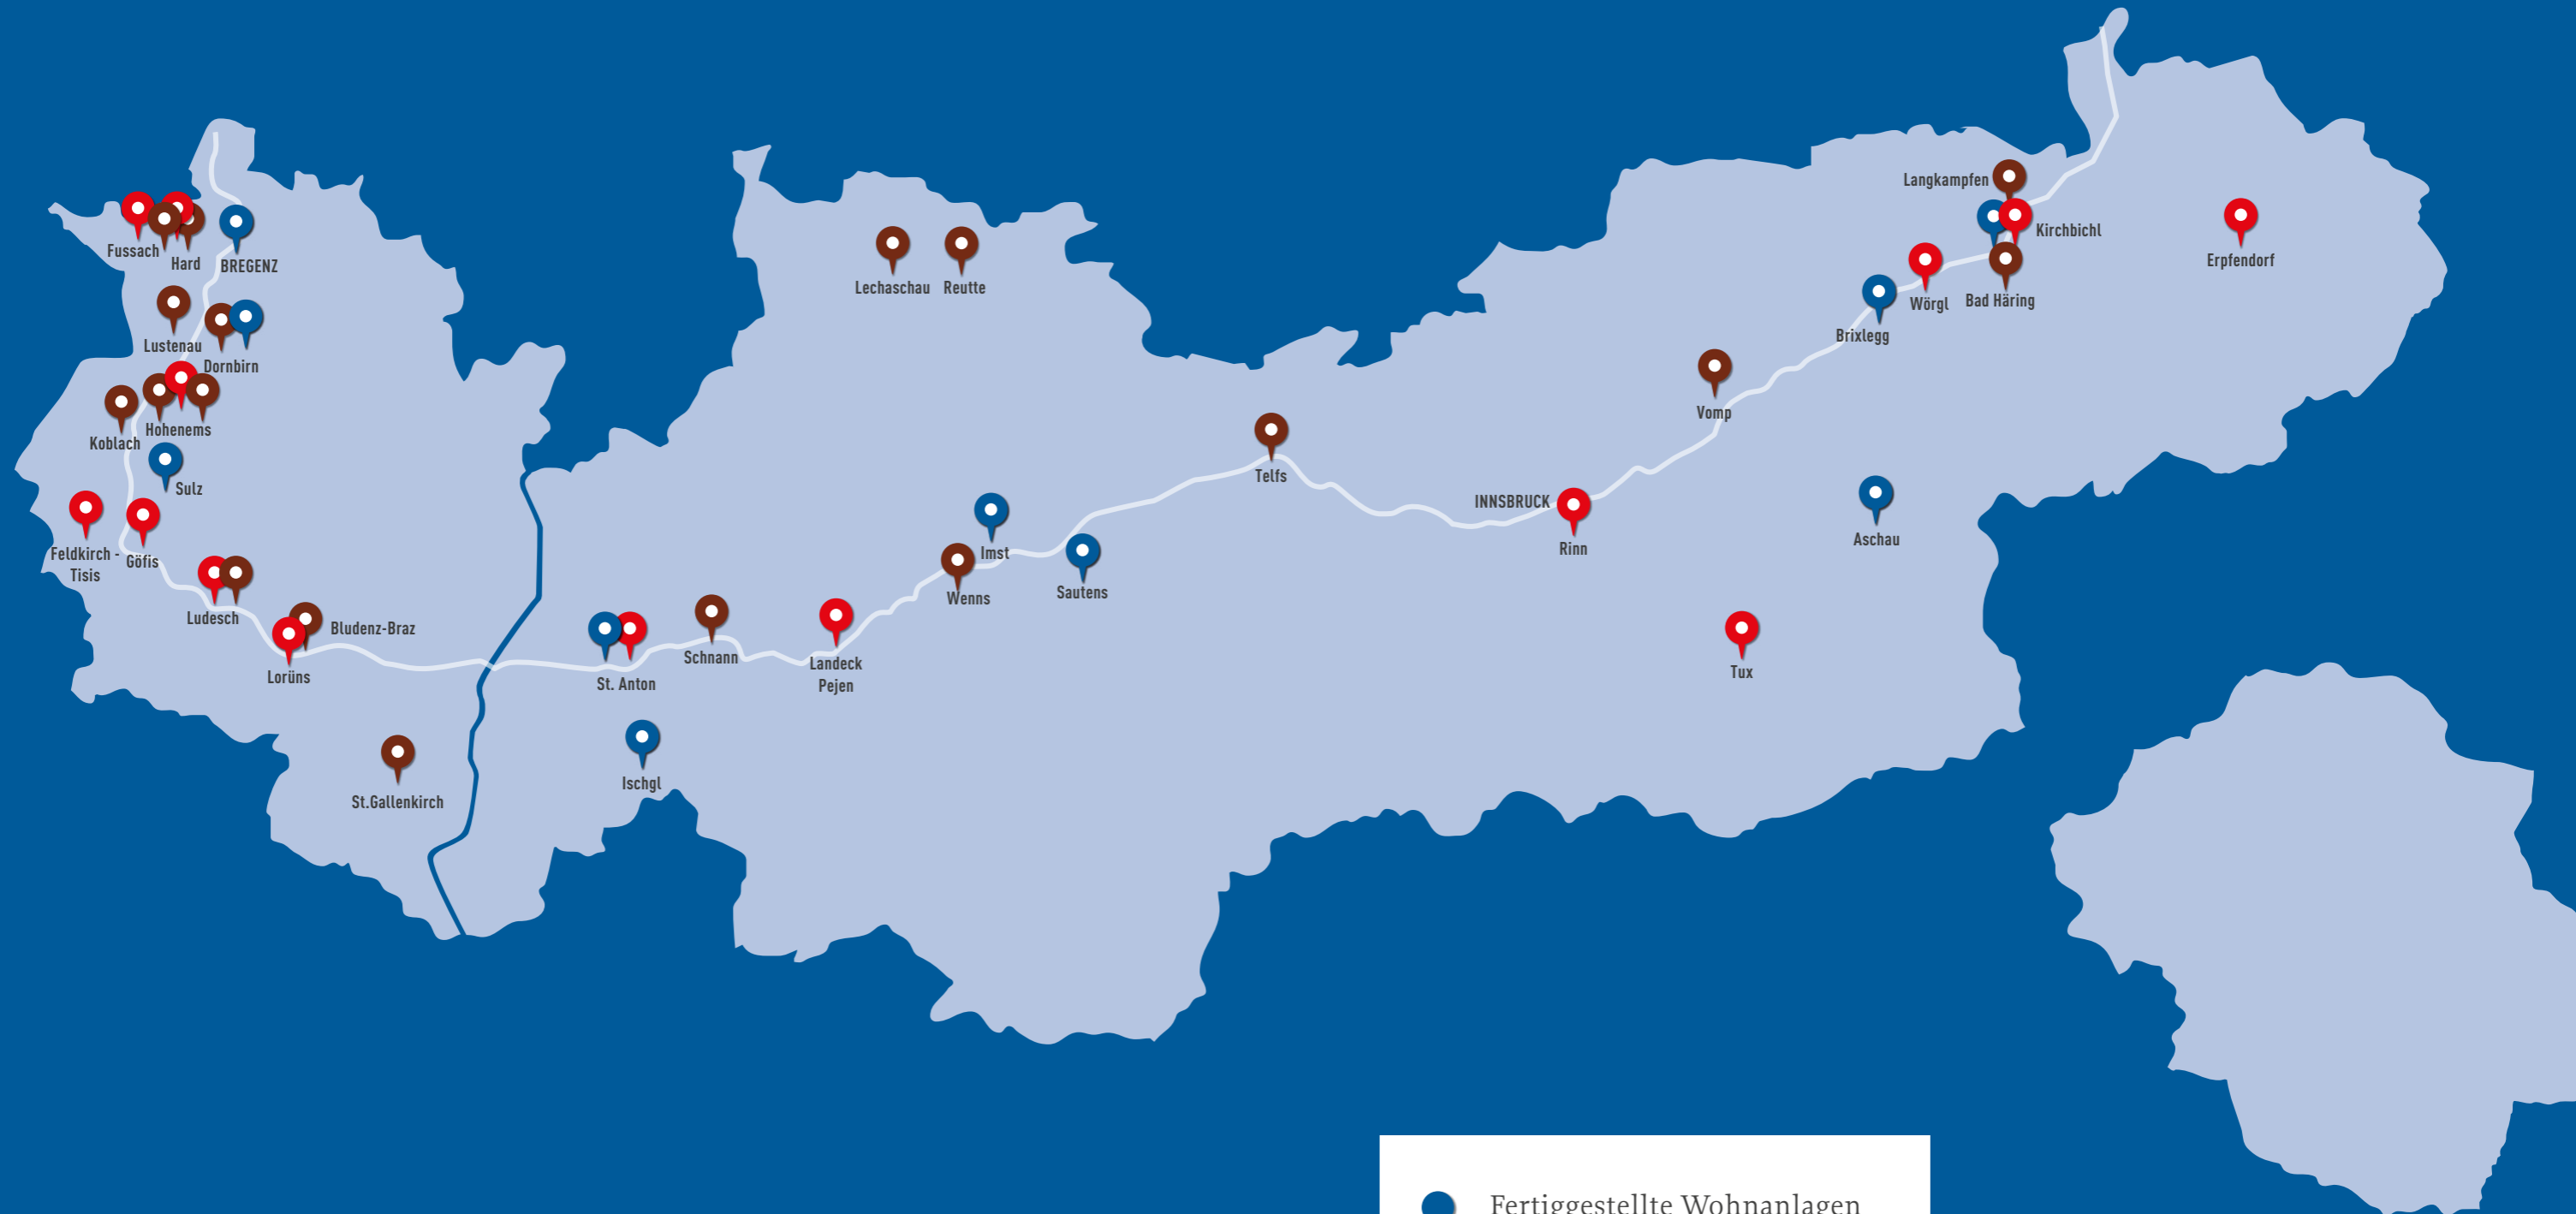 Langkampfen
Kirchbichl
Fussach
Hard
BREGENZ
Erpfendorf
Lechaschau
Reutte
Wörgl
Bad Häring
Brixlegg
Lustenau
Dornbirn
Vomp
Hohenems
Koblach
Telfs
Sulz
INNSBRUCK
Aschau
Rinn
Imst
Feldkirch -
Tisis
Göfis
Sautens
Wenns
Ludesch
Bludenz-Braz
Schnann
Landeck
Pejen
Tux
Lorüns
St. Anton
Ischgl
St.Gallenkirch
Fertiggestellte Wohnanlagen